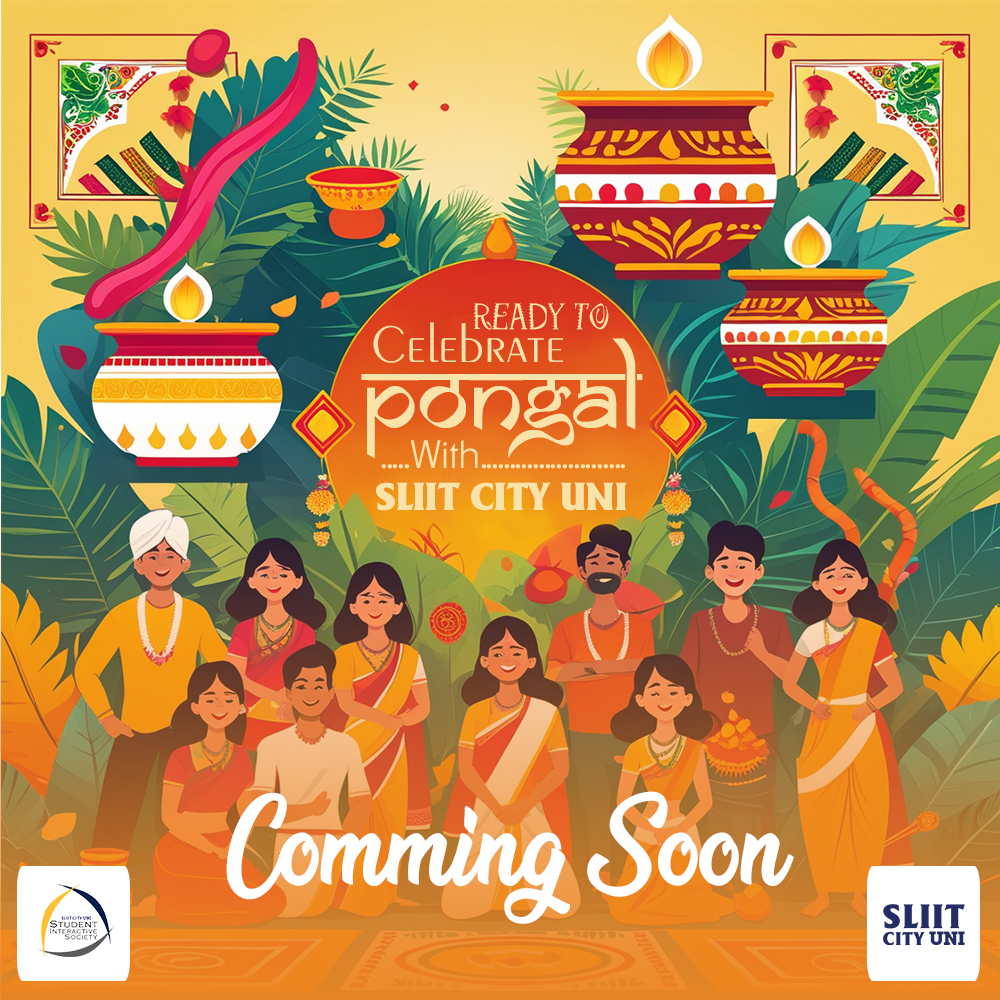 READY TO
CELEBRATE
pongal
.....With........................
SLIIT CITY UNI
Comming Soon
SLIIT CITY UNI
STUDENT
INTERACTIVE
SOCIETY
SLIIT
CITY UNI